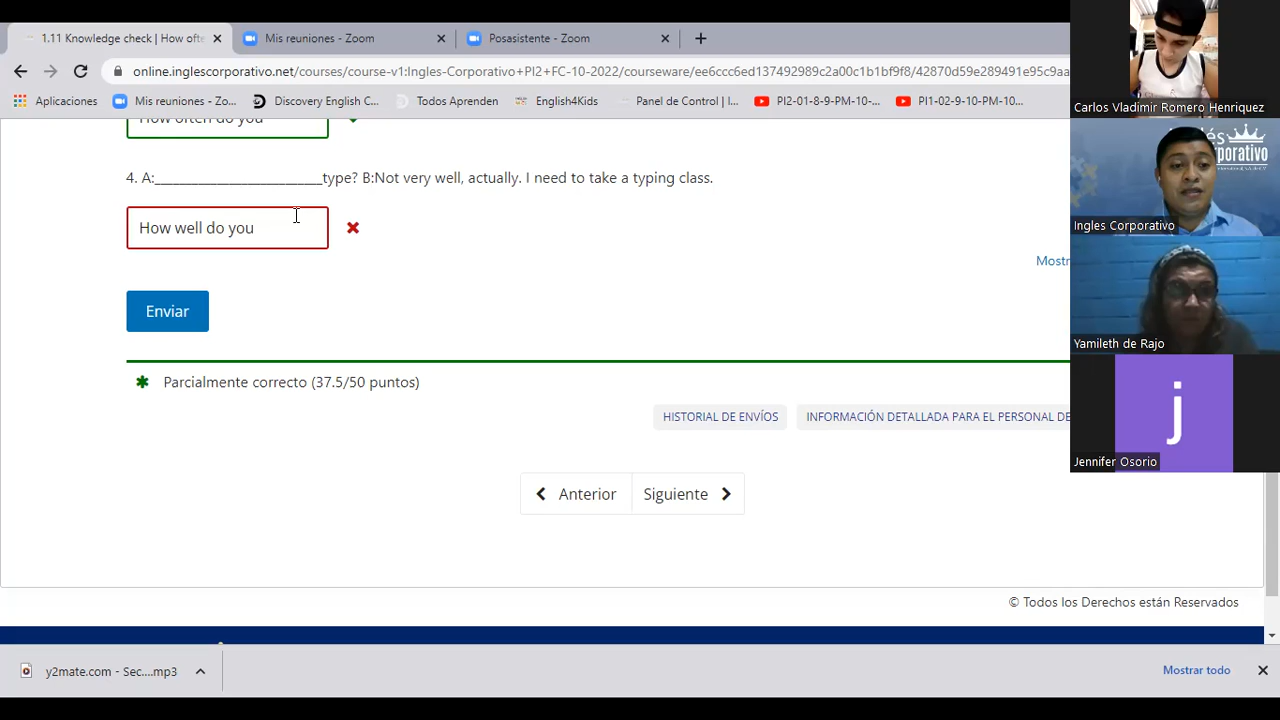 1.11 Knowledge check | How ofte
Mis reuniones - Zoom
Posasistente - Zoom
online.inglescorporativo.net/courses/course-v1:Ingles-Corporativo+PI2+FC-10-2022/courseware/ee6ccc6ed137492989c2a00c1b1bf9f8/42870d59e289491e95c9aa
Aplicaciones
Mis reuniones - Zo...
Discovery English C...
Todos Aprenden
English4Kids
Panel de Control | I...
PI2-01-8-9-PM-10-...
PI1-02-9-10-PM-10...
How often do you
4. A:__________________________type? B:Not very well, actually. I need to take a typing class.
How well do you
Mostr
Enviar
Parcialmente correcto (37.5/50 puntos)
HISTORIAL DE ENVÍOS
INFORMACIÓN DETALLADA PARA EL PERSONAL DE
Anterior
Siguiente
© Todos los Derechos están Reservados
y2mate.com - Sec....mp3
Mostrar todo
Carlos Vladimir Romero Henriquez
Ingles Corporativo
Yamileth de Rajo
j
Jennifer Osorio